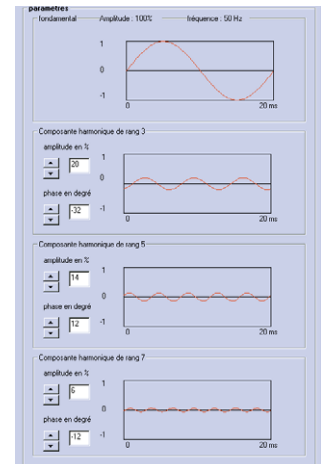 paramètres
fondamental Amplitude : 100% fréquence : 50 Hz
1
0
-1
0 20 ms
Composante harmonique de rang 3
amplitude en %
20
phase en degré
-32
1
0
-1
0 20 ms
Composante harmonique de rang 5
amplitude en %
14
phase en degré
12
1
0
-1
0 20 ms
Composante harmonique de rang 7
amplitude en %
6
phase en degré
-12
1
0
-1
0 20 ms